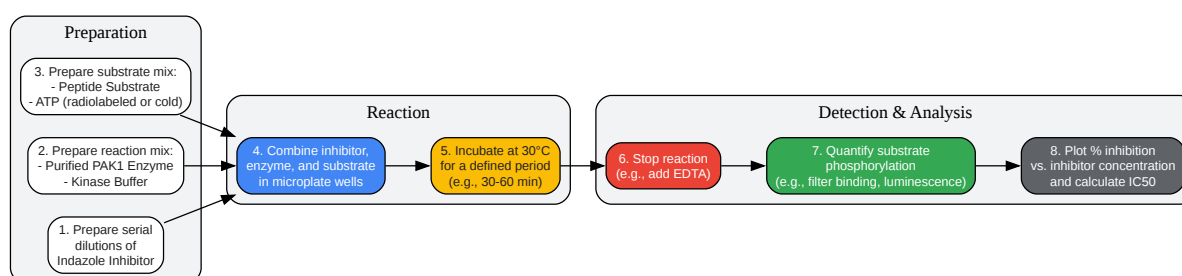 Preparation
3. Prepare substrate mix:
- Peptide Substrate
- ATP (radiolabeled or cold)
2. Prepare reaction mix:
- Purified PAK1 Enzyme
- Kinase Buffer
1. Prepare serial
dilutions of
Indazole Inhibitor
Reaction
4. Combine inhibitor,
enzyme, and substrate
in microplate wells
5. Incubate at 30°C
for a defined period
(e.g., 30-60 min)
Detection & Analysis
6. Stop reaction
(e.g., add EDTA)
7. Quantify substrate
phosphorylation
(e.g., filter binding, luminescence)
8. Plot % inhibition
vs. inhibitor concentration
and calculate IC50